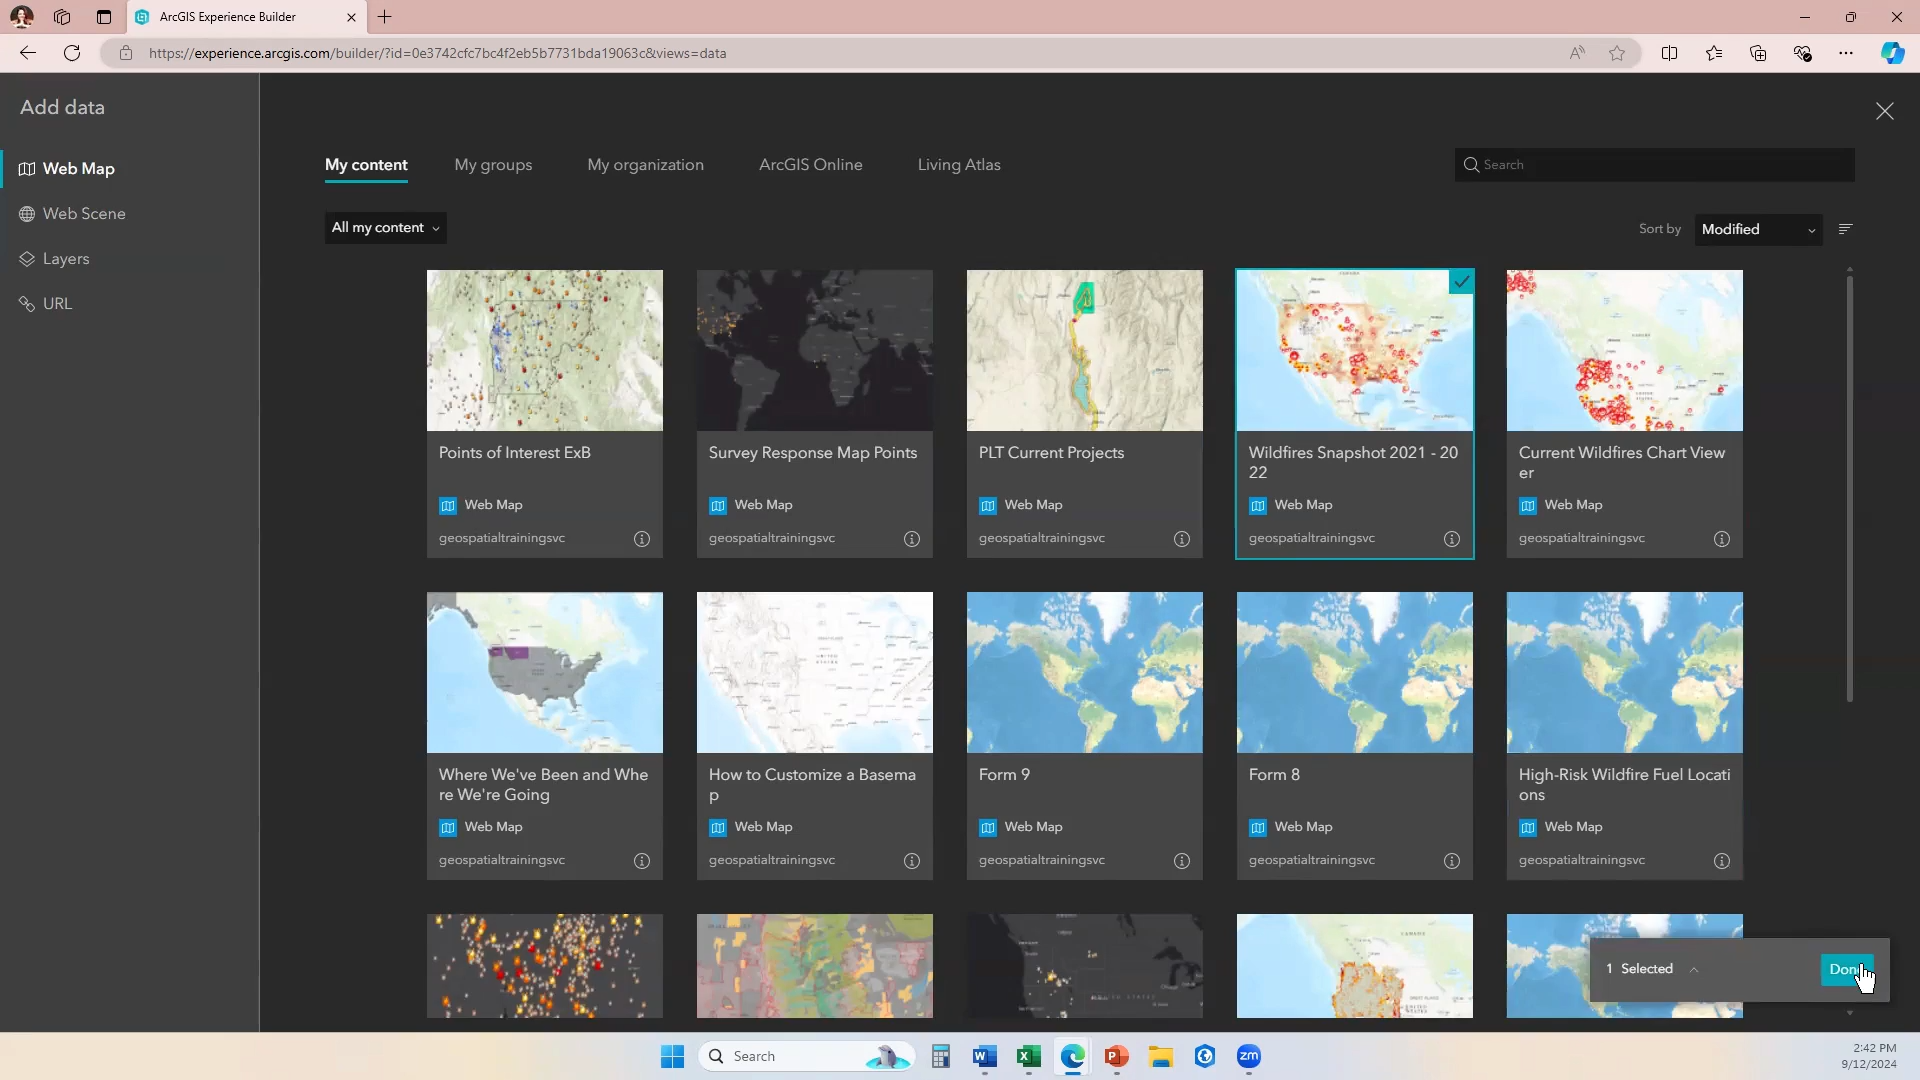 ArcGIS Experience Builder
https://experience.arcgis.com/builder/?id=0e3742cfc7bc4f2eb5b7731bda19063c&views=data
Add data
Web Map
Web Scene
Layers
URL
My content
My groups
My organization
ArcGIS Online
Living Atlas
Search
All my content
Sort by
Modified
Points of Interest ExB
Web Map
geospatialtrainingsvc
Survey Response Map Points
Web Map
geospatialtrainingsvc
PLT Current Projects
Web Map
geospatialtrainingsvc
Wildfires Snapshot 2021 - 20
22
Web Map
geospatialtrainingsvc
Current Wildfires Chart View
er
Web Map
geospatialtrainingsvc
Where We've Been and Whe
re We're Going
Web Map
geospatialtrainingsvc
How to Customize a Basema
p
Web Map
geospatialtrainingsvc
Form 9
Web Map
geospatialtrainingsvc
Form 8
Web Map
geospatialtrainingsvc
High-Risk Wildfire Fuel Locati
ons
Web Map
geospatialtrainingsvc
1 Selected
Search
zm
2:42 PM
9/12/2024